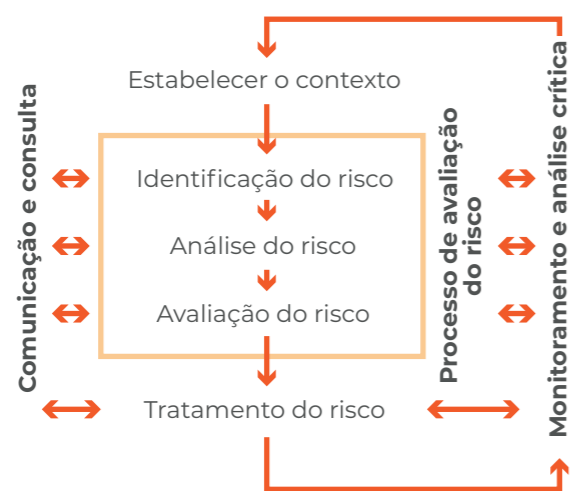 Estabelecer o contexto
Comunicação e consulta
Identificação do risco
Análise do risco
Avaliação do risco
Processo de avaliação
do risco
Monitoramento e análise crítica
Tratamento do risco